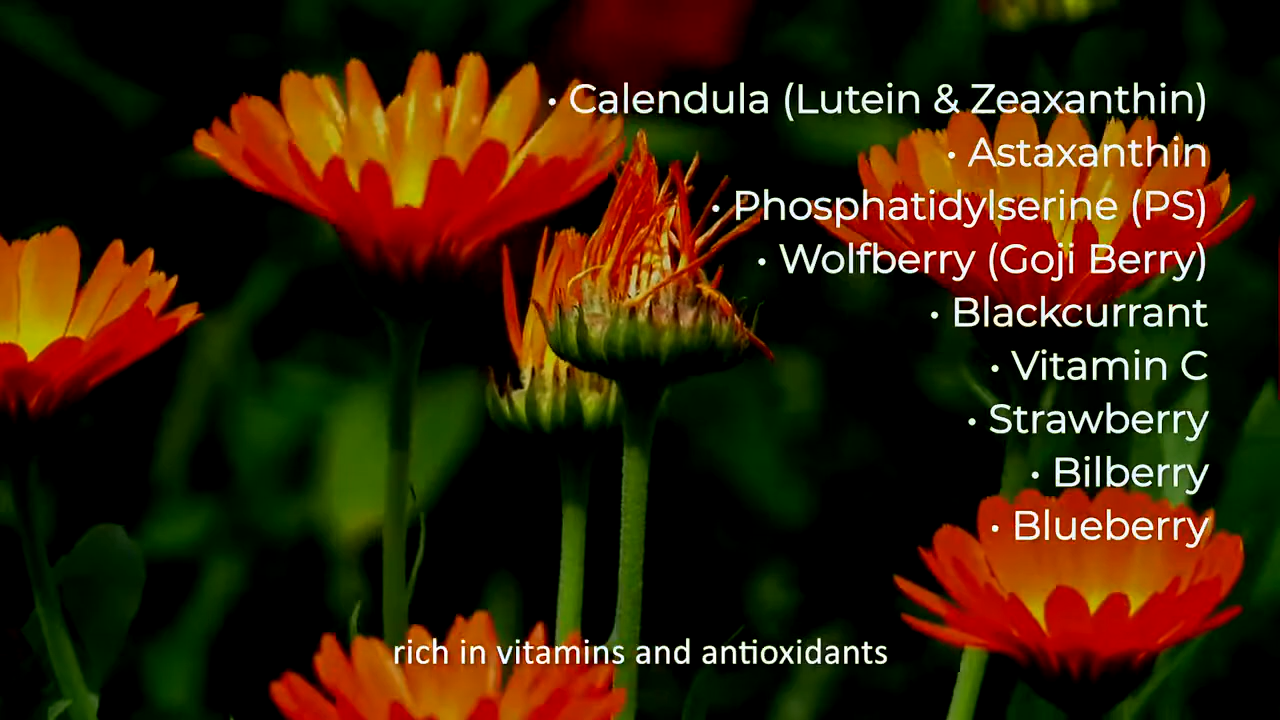 • Calendula (Lutein & Zeaxanthin)
• Astaxanthin
• Phosphatidylserine (PS)
• Wolfberry (Goji Berry)
• Blackcurrant
• Vitamin C
• Strawberry
• Bilberry
• Blueberry
rich in vitamins and antioxidants